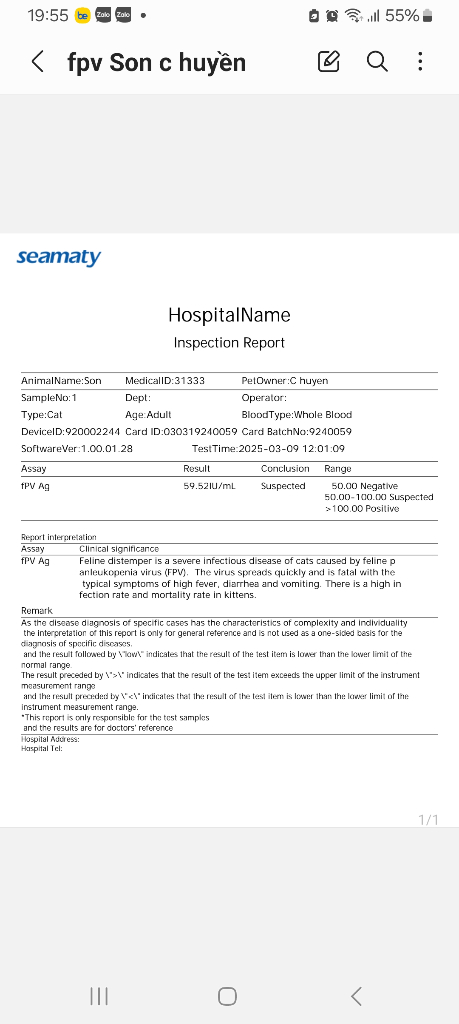 19:55 be Zalo Zalo 55%
fpv Son c huyền
seamaty
HospitalName
Inspection Report
AnimalName:Son MedicalID:31333 PetOwner:C huyen
SampleNo:1 Dept: Operator:
Type:Cat Age:Adult BloodType:Whole Blood
DeviceID:920002244 Card ID:030319240059 Card BatchNo:9240059
SoftwareVer:1.00.01.28 TestTime:2025-03-09 12:01:09
Assay Result Conclusion Range
fPV Ag 59.52IU/mL Suspected 50.00 Negative
50.00-100.00 Suspected
>100.00 Positive
Report interpretation
Assay Clinical significance
fPV Ag Feline distemper is a severe infectious disease of cats caused by feline p
anleukopenia virus (FPV). The virus spreads quickly and is fatal with the
typical symptoms of high fever, diarrhea and vomiting. There is a high in
fection rate and mortality rate in kittens.
Remark
As the disease diagnosis of specific cases has the characteristics of complexity and individuality
the interpretation of this report is only for general reference and is not used as a one-sided basis for the
diagnosis of specific diseases.
and the result followed by \"low\" indicates that the result of the test item is lower than the lower limit of the
normal range.
The result preceded by \">\" indicates that the result of the test item exceeds the upper limit of the instrument
measurement range
and the result preceded by \"<\" indicates that the result of the test item is lower than the lower limit of the
instrument measurement range.
*This report is only responsible for the test samples
and the results are for doctors' reference
Hospital Address:
Hospital Tel:
1/1